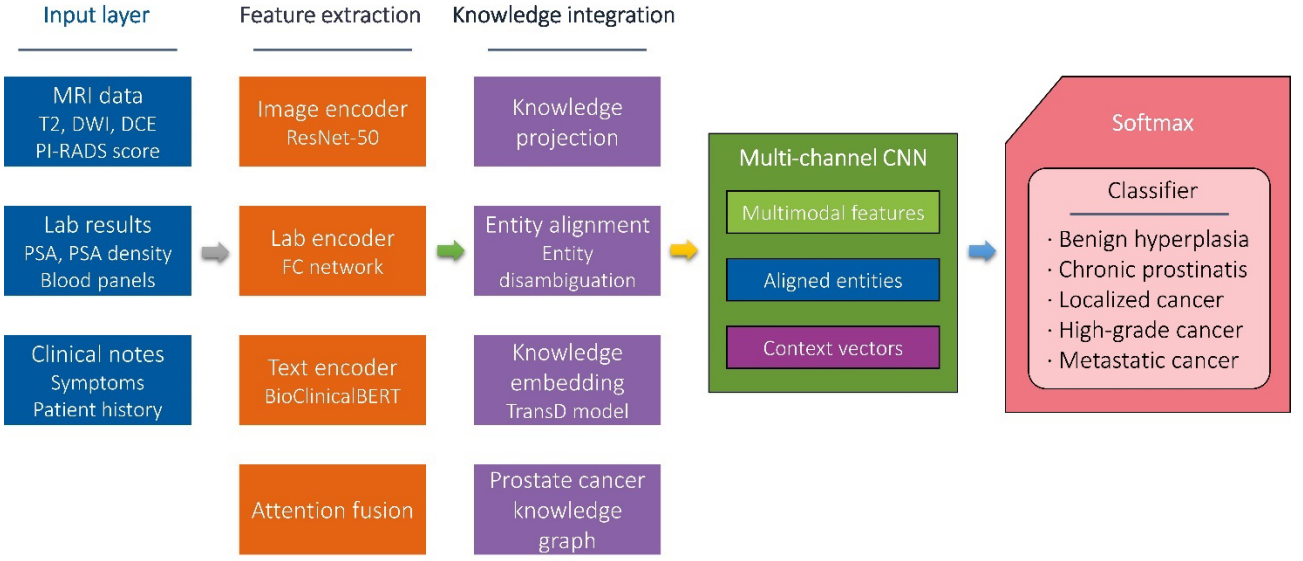 Input layer
MRI data
T2, DWI, DCE
PI-RADS score
Lab results
PSA, PSA density
Blood panels
Clinical notes
Symptoms
Patient history
Feature extraction
Image encoder
ResNet-50
Lab encoder
FC network
Text encoder
BioClinicalBERT
Attention fusion
Knowledge integration
Knowledge
projection
Entity alignment
Entity
disambiguation
Knowledge
embedding
TransD model
Prostate cancer
knowledge
graph
Multi-channel CNN
Multimodal features
Aligned entities
Context vectors
Softmax
Classifier
· Benign hyperplasia
· Chronic prostinatis
· Localized cancer
· High-grade cancer
· Metastatic cancer